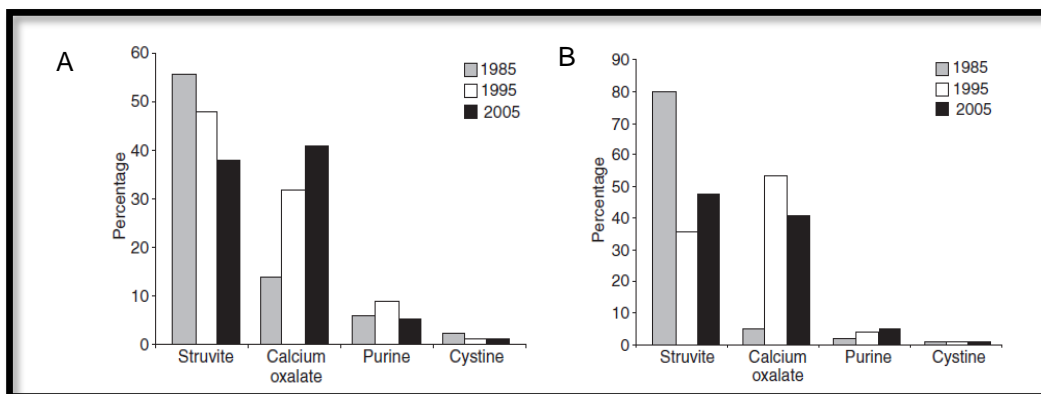 A
Percentage
60
50
40
30
20
10
0
1985
1995
2005
Struvite
Calcium
oxalate
Purine
Cystine
B
Percentage
90
80
70
60
50
40
30
20
10
0
1985
1995
2005
Struvite
Calcium
oxalate
Purine
Cystine